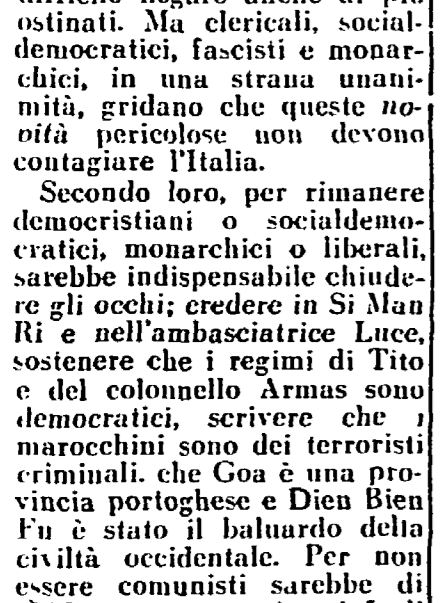 ostinati. Ma clericali, social-
democratici, fascisti e monar-
chici, in una strana unani-
mità, gridano che queste no-
vità pericolose non devono
contagiare l'Italia.
Secondo loro, per rimanere
democristiani o socialdemo-
cratici, monarchici o liberali,
sarebbe indispensabile chiude-
re gli occhi; credere in Si Man
Ri e nell'ambasciatrice Luce,
sostenere che i regimi di Tito
e del colonnello Armas sono
democratici, scrivere che i
marocchini sono dei terroristi
criminali. che Goa è una pro-
vincia portoghese e Dien Bien
Fu è stato il baluardo della
civiltà occidentale. Per non
essere comunisti sarebbe di